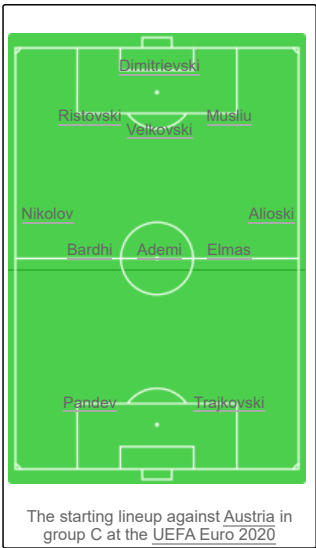 Dimitrievski
Ristovski
Musliu
Velkovski
Nikolov
Alioski
Bardhi
Ademi
Elmas
Pandev
Trajkovski
The starting lineup against Austria in
group C at the UEFA Euro 2020